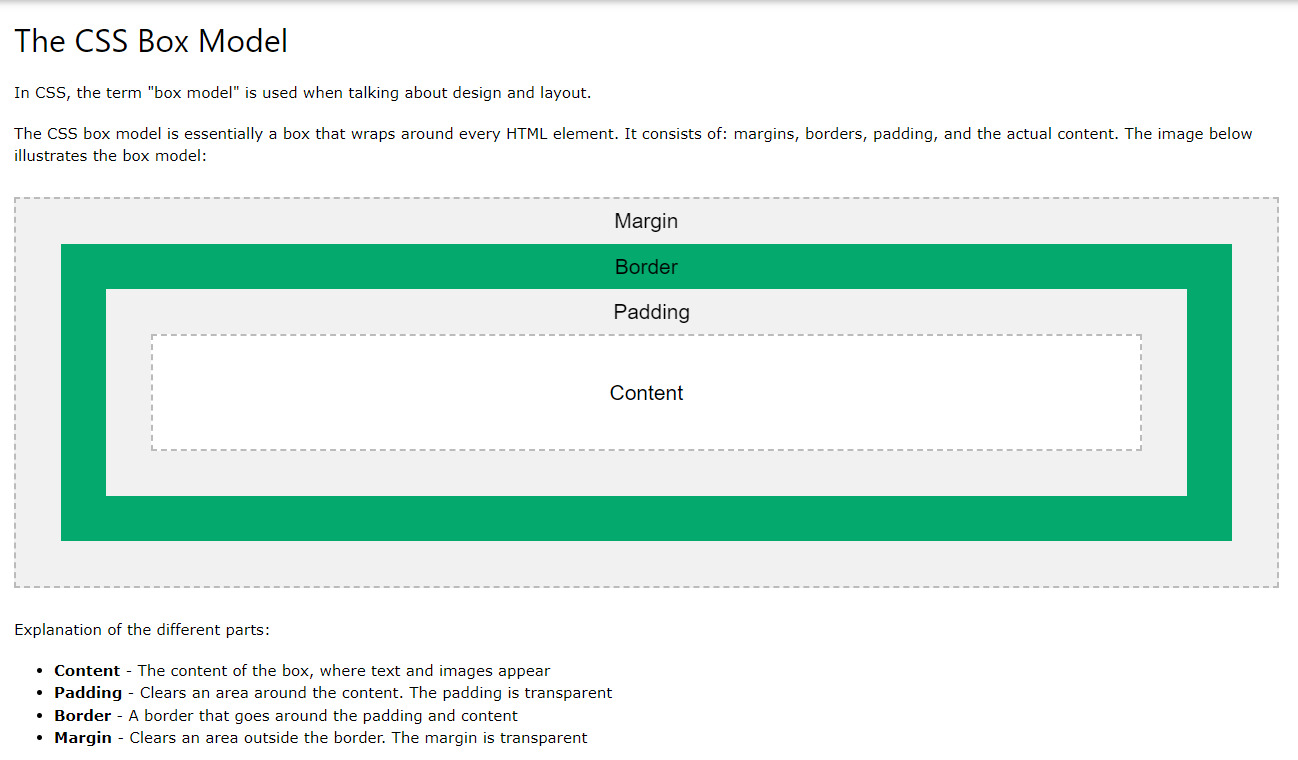 The CSS Box Model
In CSS, the term "box model" is used when talking about design and layout.
The CSS box model is essentially a box that wraps around every HTML element. It consists of: margins, borders, padding, and the actual content. The image below
illustrates the box model:
Margin
Border
Padding
Content
Explanation of the different parts:
• Content - The content of the box, where text and images appear
• Padding - Clears an area around the content. The padding is transparent
• Border - A border that goes around the padding and content
• Margin - Clears an area outside the border. The margin is transparent